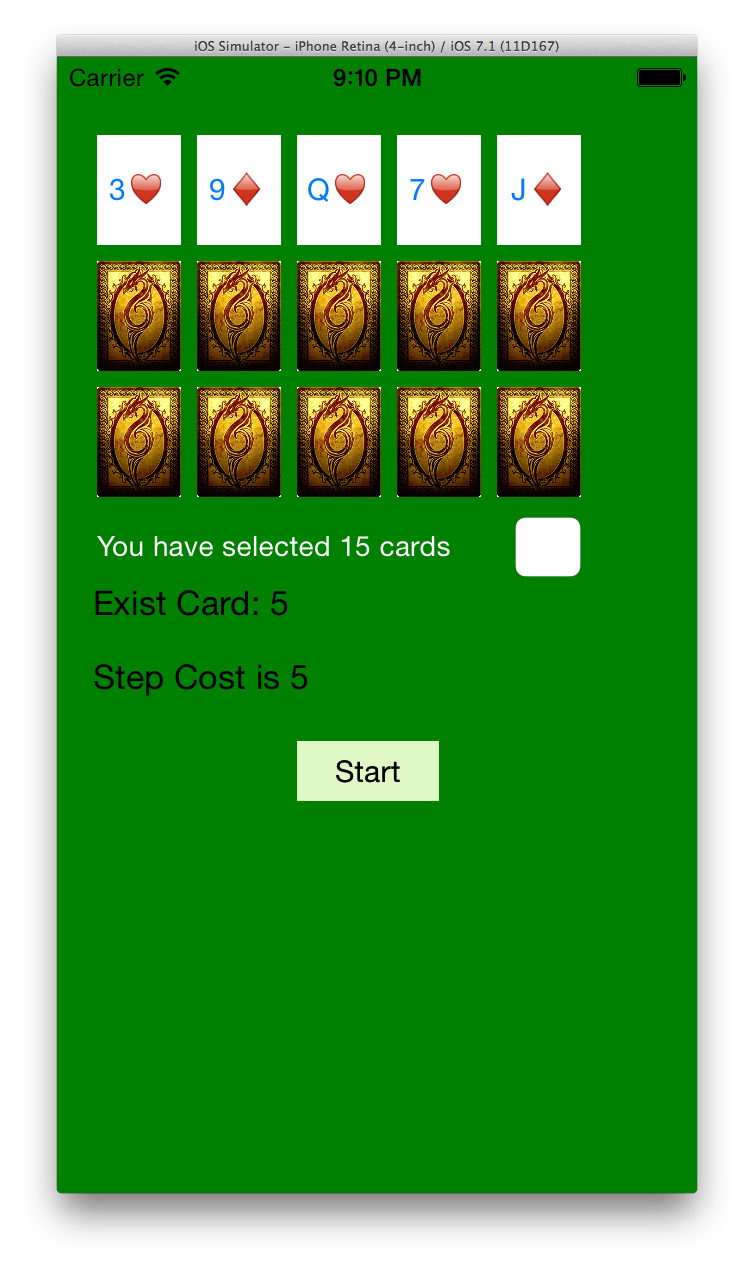 iOS Simulator - iPhone Retina (4-inch) / iOS 7.1 (11D167)
Carrier 9:10 PM
3♥ 9♦ Q♥ 7♥ J♦
You have selected 15 cards
Exist Card: 5
Step Cost is 5
Start